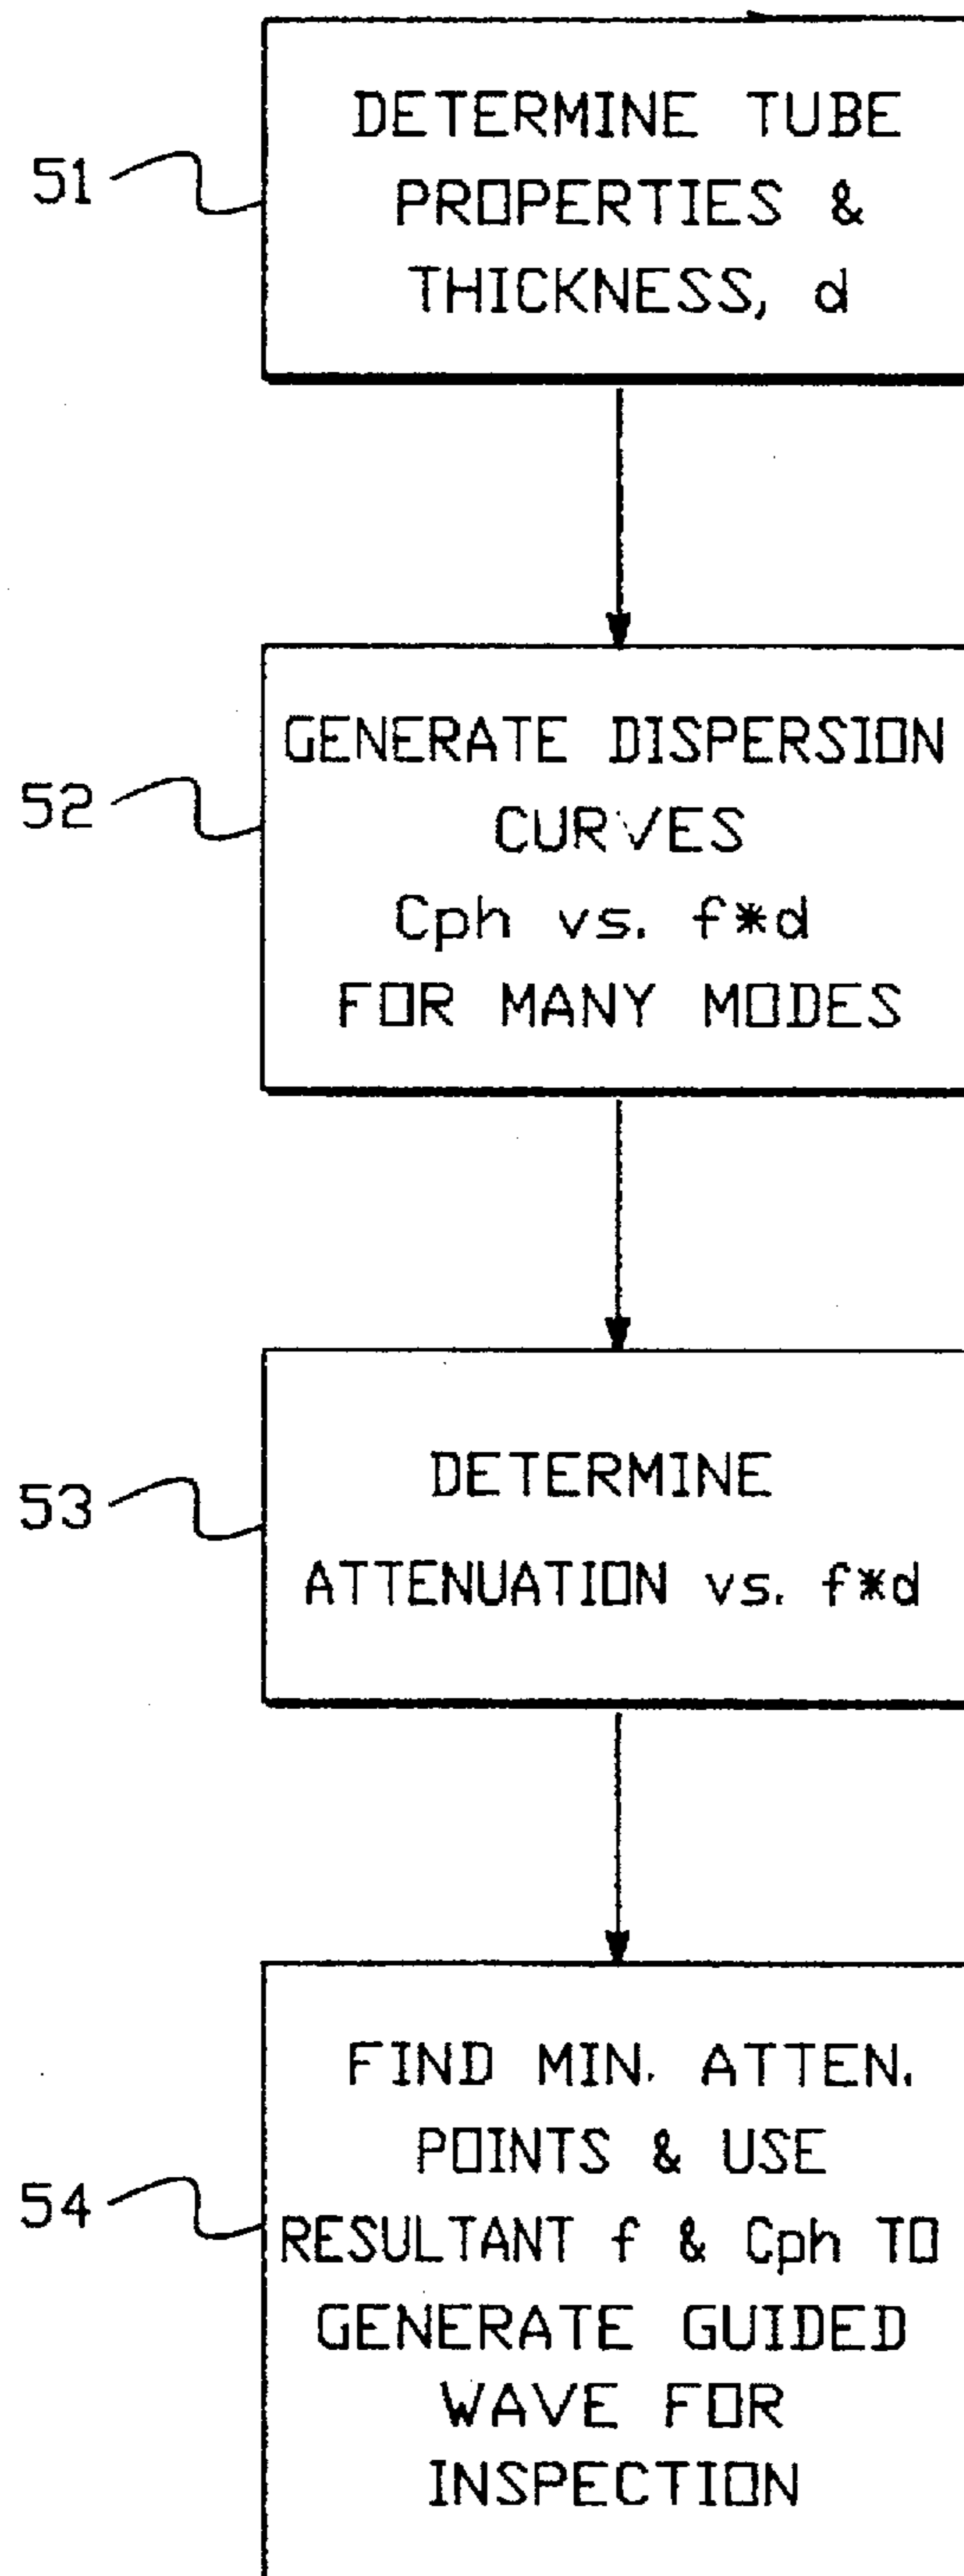 51
DETERMINE TUBE
PROPERTIES &
THICKNESS, d
52
GENERATE DISPERSION
CURVES
Cph vs. f*d
FOR MANY MODES
53
DETERMINE
ATTENUATION vs. f*d
54
FIND MIN. ATTEN.
POINTS & USE
RESULTANT f & Cph TO
GENERATE GUIDED
WAVE FOR
INSPECTION